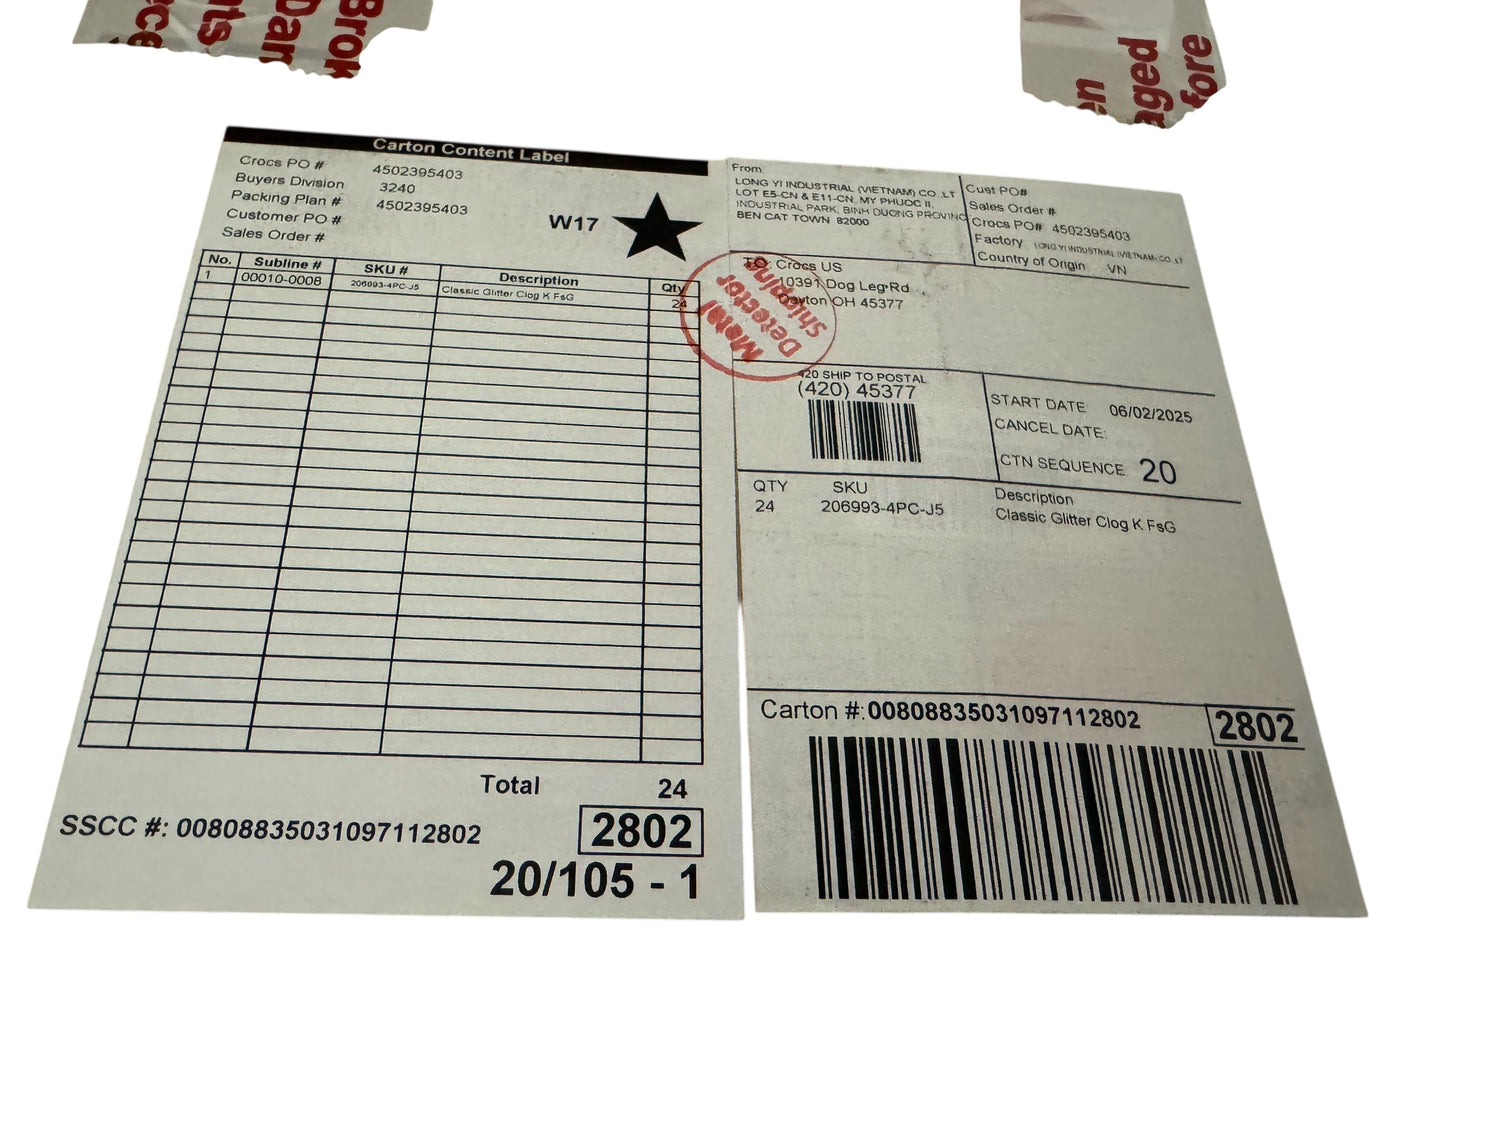 Brok
Dan
ts
ece
en
aged
fore
Carton Content Label
Crocs PO # 4502395403
Buyers Division 3240
Packing Plan # 4502395403
Customer PO #
Sales Order #
W17
No. Subline # SKU # Description Qty
1 00010-0008 206993-4PC-J5 Classic Glitter Clog K FsG 24
Total 24
SSCC #: 00808835031097112802
2802
20/105 - 1
From
LONG YI INDUSTRIAL (VIETNAM) CO.,LT
LOT E5-CN & E11-CN, MY PHUOC II,
INDUSTRIAL PARK, BINH DUONG PROVINC
BEN CAT TOWN 82000
Cust PO#
Sales Order #
Crocs PO# 4502395403
Factory LONG YI INDUSTRIAL (VIETNAM) CO.,LT
Country of Origin VN
TO: Crocs US
10391 Dog Leg Rd
Dayton OH 45377
Metal
Detector
Shipping
420 SHIP TO POSTAL
(420) 45377
START DATE 06/02/2025
CANCEL DATE:
CTN SEQUENCE 20
QTY SKU Description
24 206993-4PC-J5 Classic Glitter Clog K FsG
Carton #: 00808835031097112802
2802